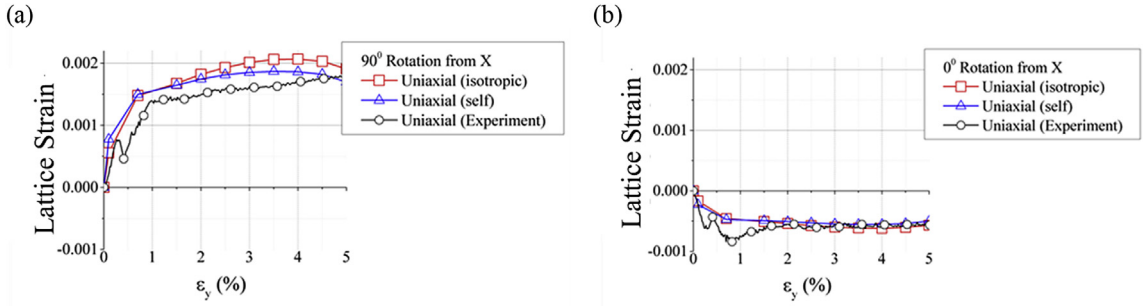 (a)
Lattice Strain
0.002
0.001
0.000
-0.001
0 1 2 3 4 5
εy (%)
90⁰ Rotation from X
Uniaxial (isotropic)
Uniaxial (self)
Uniaxial (Experiment)
(b)
Lattice Strain
0.002
0.001
0.000
-0.001
0 1 2 3 4 5
εy (%)
0⁰ Rotation from X
Uniaxial (isotropic)
Uniaxial (self)
Uniaxial (Experiment)